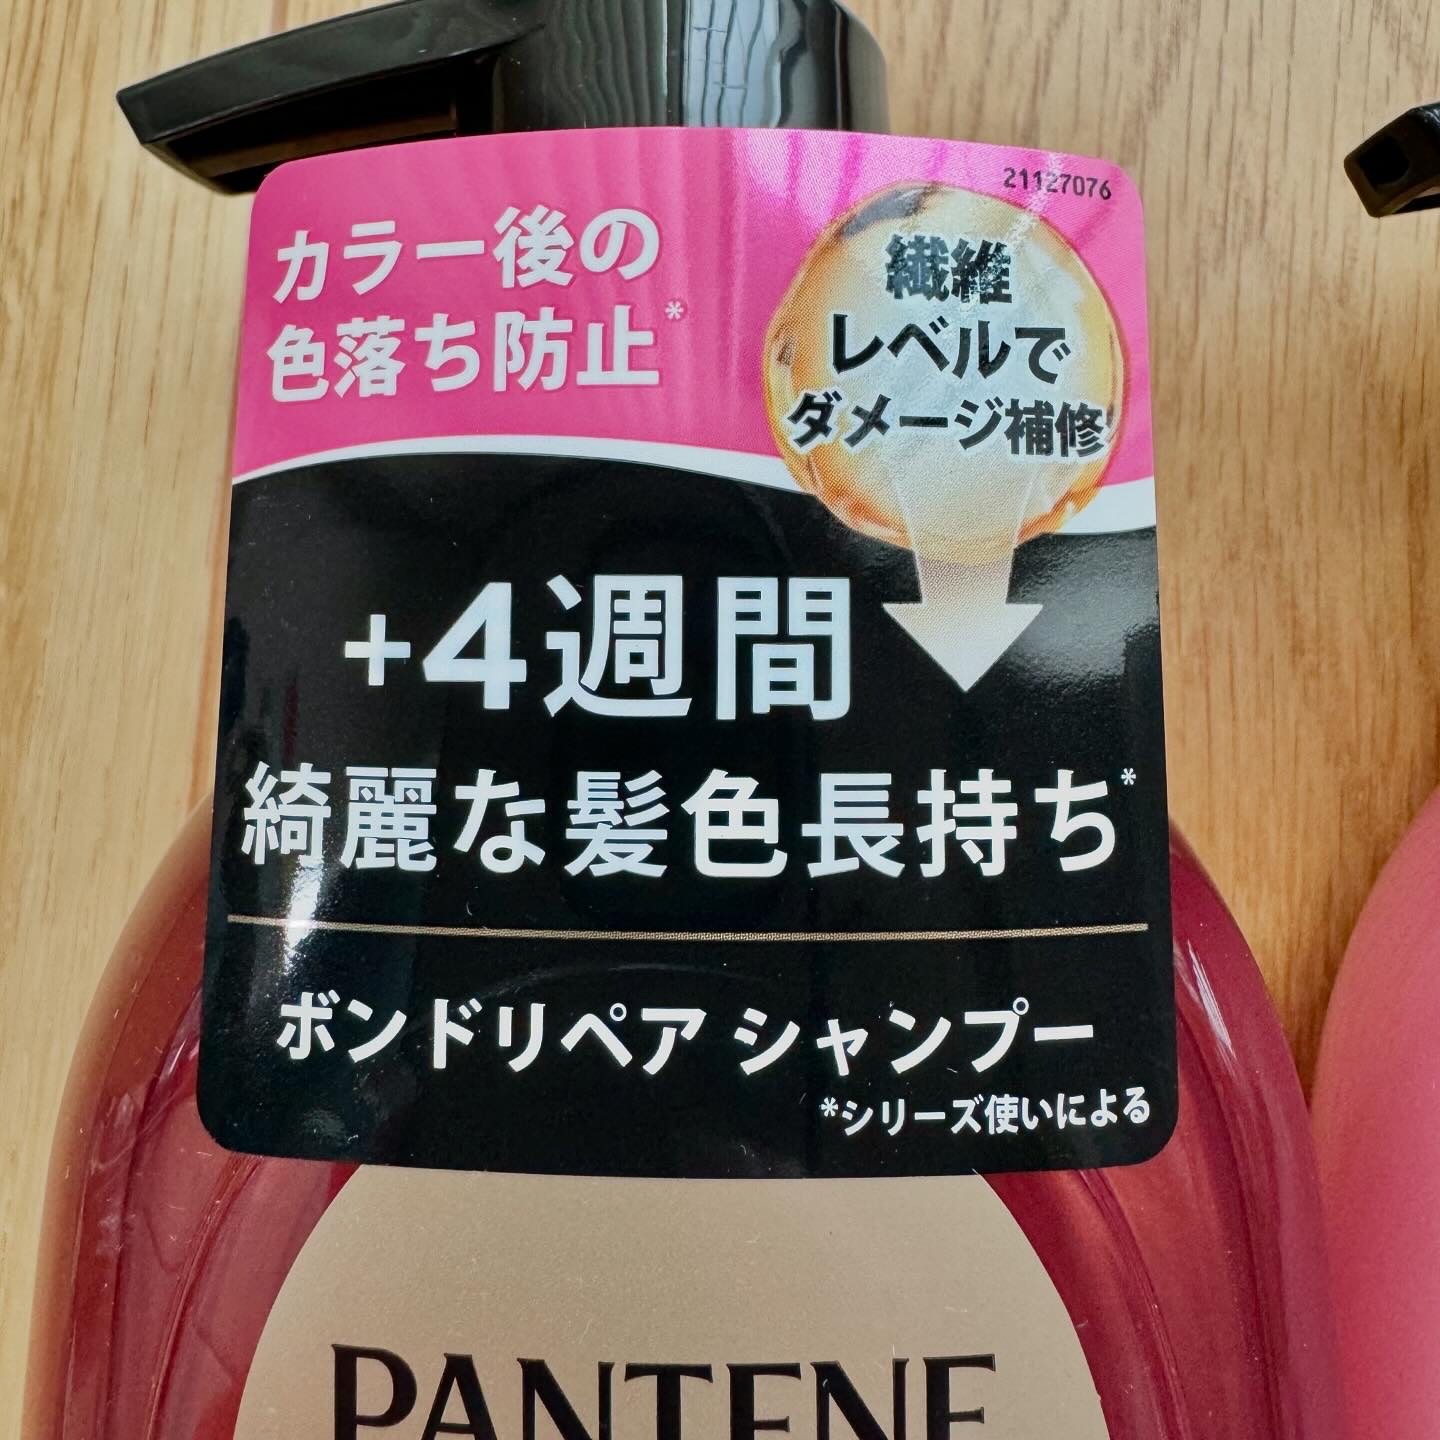 21127076
カラー後の
色落ち防止*
繊維
レベルで
ダメージ補修
+4週間
綺麗な髪色長持ち*
ボンドリペア シャンプー
*シリーズ使いによる
PANTENE